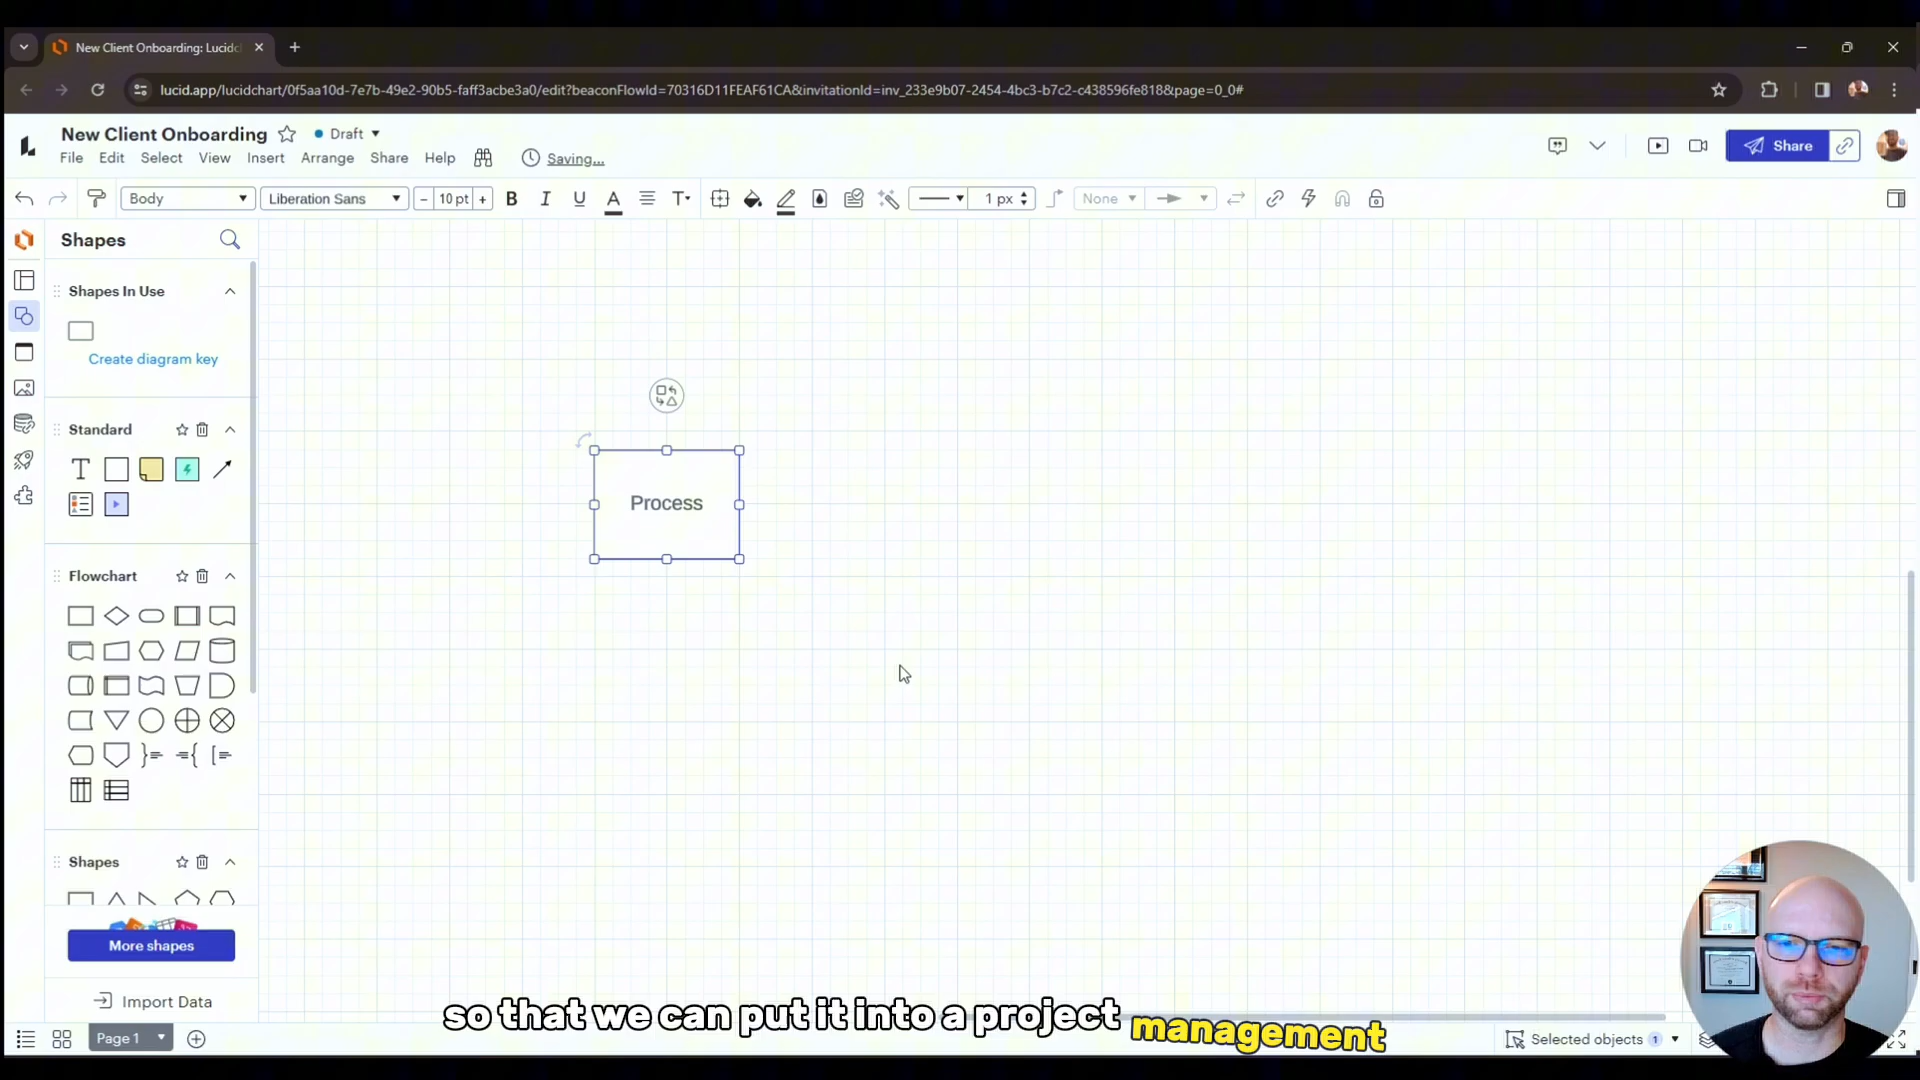 New Client Onboarding: Lucidc
lucid.app/lucidchart/0f5aa10d-7e7b-49e2-90b5-faff3acbe3a0/edit?beaconFlowId=70316D11FEAF61CA&invitationId=inv_233e9b07-2454-4bc3-b7c2-c438596fe818&page=0_0#
New Client Onboarding
Draft
File Edit Select View Insert Arrange Share Help
Saving...
Share
Body Liberation Sans - 10 pt + B I U A T 1 px None
Shapes
Shapes In Use
Create diagram key
Standard
T
Flowchart
Shapes
More shapes
Import Data
Process
so that we can put it into a project management
Page 1
Selected objects 1